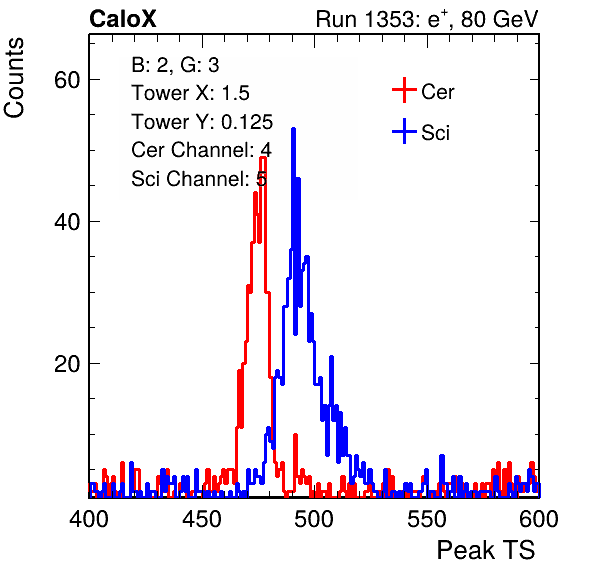 CaloX Run 1353: e⁺, 80 GeV
Counts
B: 2, G: 3
Tower X: 1.5
Tower Y: 0.125
Cer Channel: 4
Sci Channel: 5
Cer
Sci
60
40
20
400 450 500 550 600
Peak TS